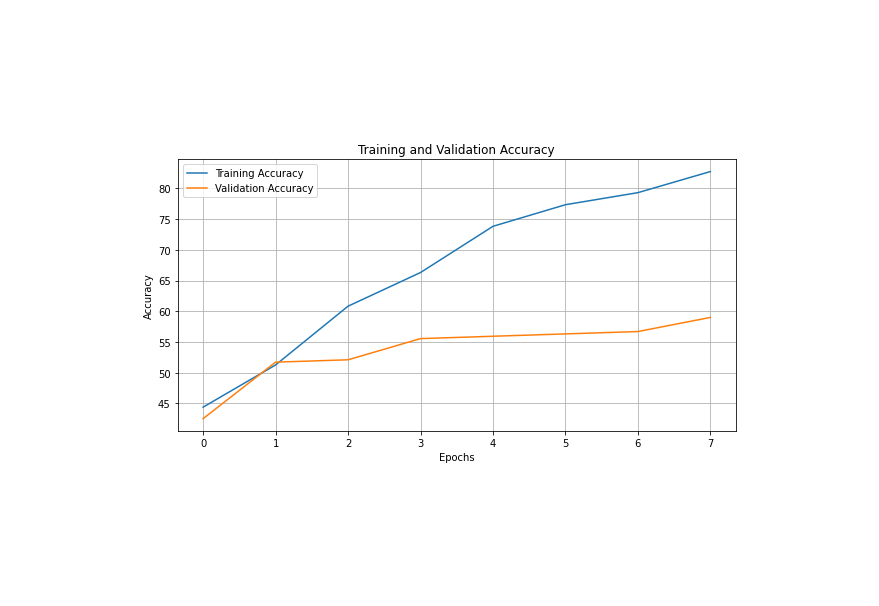 Training and Validation Accuracy
Training Accuracy
Validation Accuracy
80
75
70
65
60
55
50
45
Accuracy
0 1 2 3 4 5 6 7
Epochs